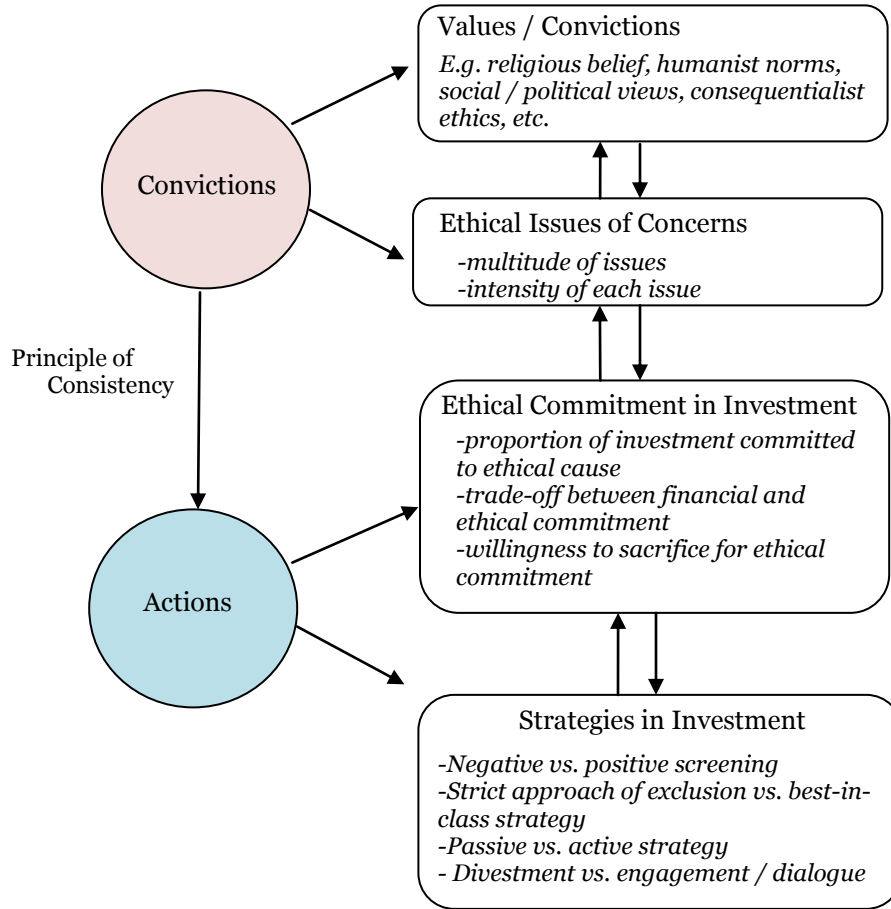 Values / Convictions
E.g. religious belief, humanist norms,
social / political views, consequentialist
ethics, etc.
Convictions
Ethical Issues of Concerns
-multitude of issues
-intensity of each issue
Principle of
Consistency
Ethical Commitment in Investment
-proportion of investment committed
to ethical cause
-trade-off between financial and
ethical commitment
-willingness to sacrifice for ethical
commitment
Actions
Strategies in Investment
-Negative vs. positive screening
-Strict approach of exclusion vs. best-in-
class strategy
-Passive vs. active strategy
- Divestment vs. engagement / dialogue